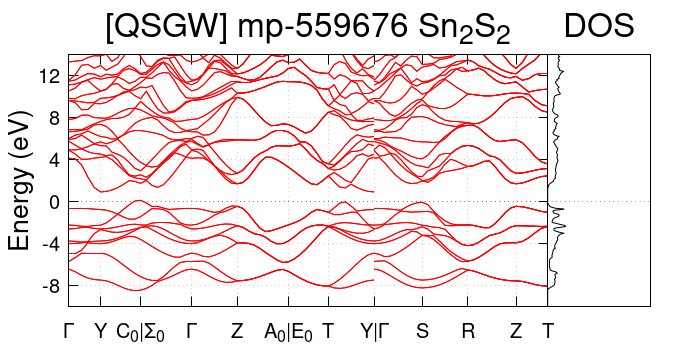 [QSGW] mp-559676 Sn₂S₂ DOS
Energy (eV)
12
8
4
0
-4
-8
Γ Y C₀|Σ₀ Γ Z A₀|E₀ T Y|Γ S R Z T